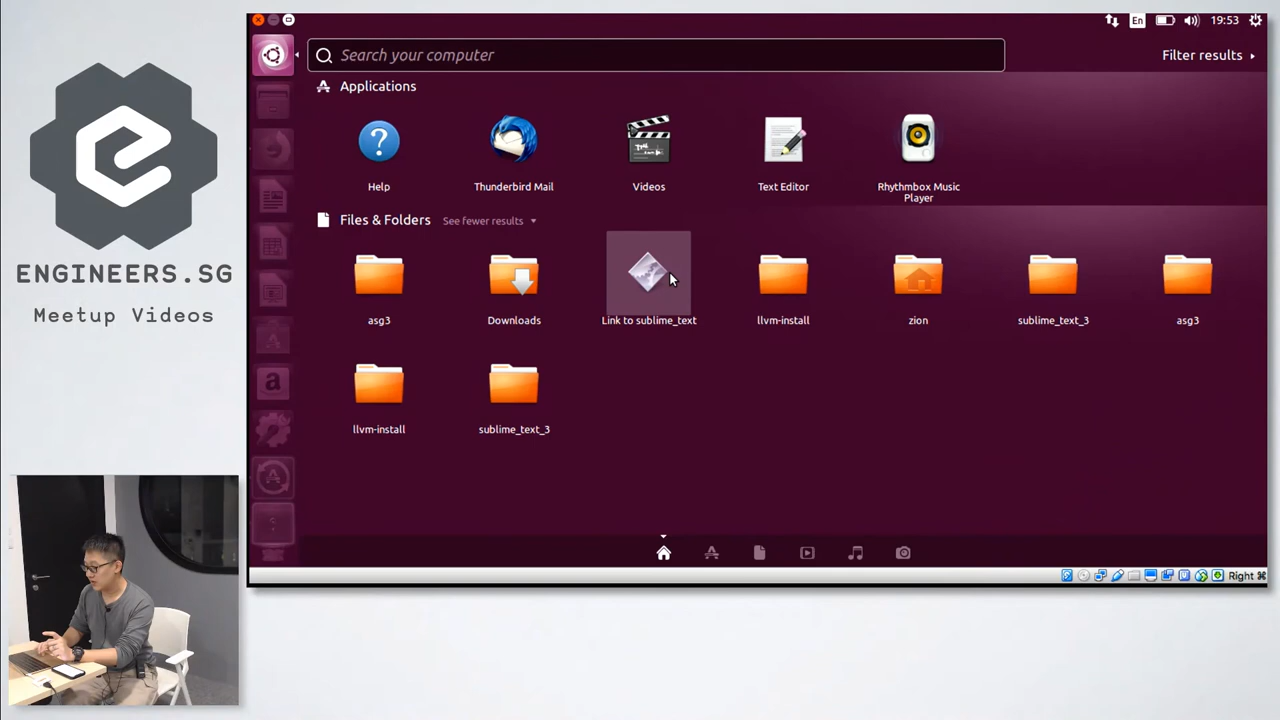 En
19:53
Search your computer
Filter results
Applications
Help
Thunderbird Mail
Videos
Text Editor
Rhythmbox Music
Player
Files & Folders
See fewer results
asg3
Downloads
Link to sublime_text
llvm-install
zion
sublime_text_3
asg3
llvm-install
sublime_text_3
Right ⌘
ENGINEERS.SG
Meetup Videos